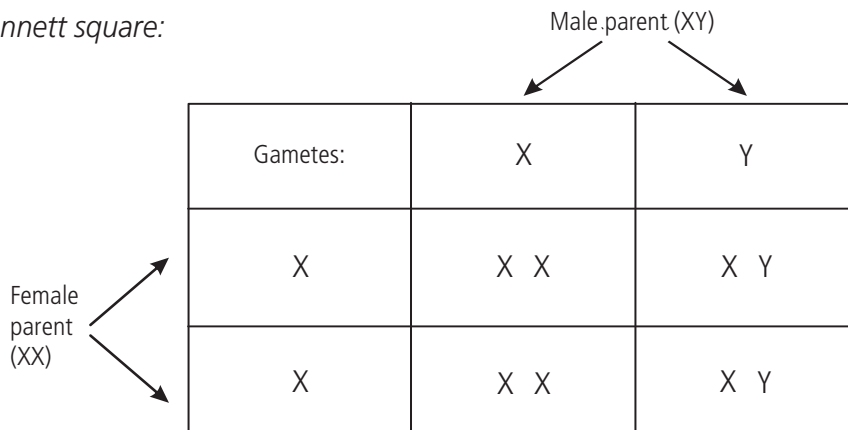 nnett square:
Male parent (XY)
Gametes: X Y
Female
parent
(XX)
X X X X Y
X X X X Y